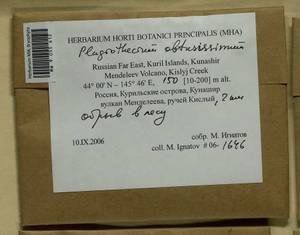 HERBARIUM HORTI BOTANICI PRINCIPALIS (MHA)
Plagiothecium obtusissimum
Russian Far East, Kuril Islands, Kunashir
Mendeleev Volcano, Kislyj Creek
44° 00'N – 145° 46' E, 150 [10-200] m alt.
Россия, Курильские острова, Кунашир
вулкан Менделеева, ручей Кислый,
обрыв в лесу
10.IX.2006
собр. М. Игнатов
coll. M. Ignatov # 06- 1646